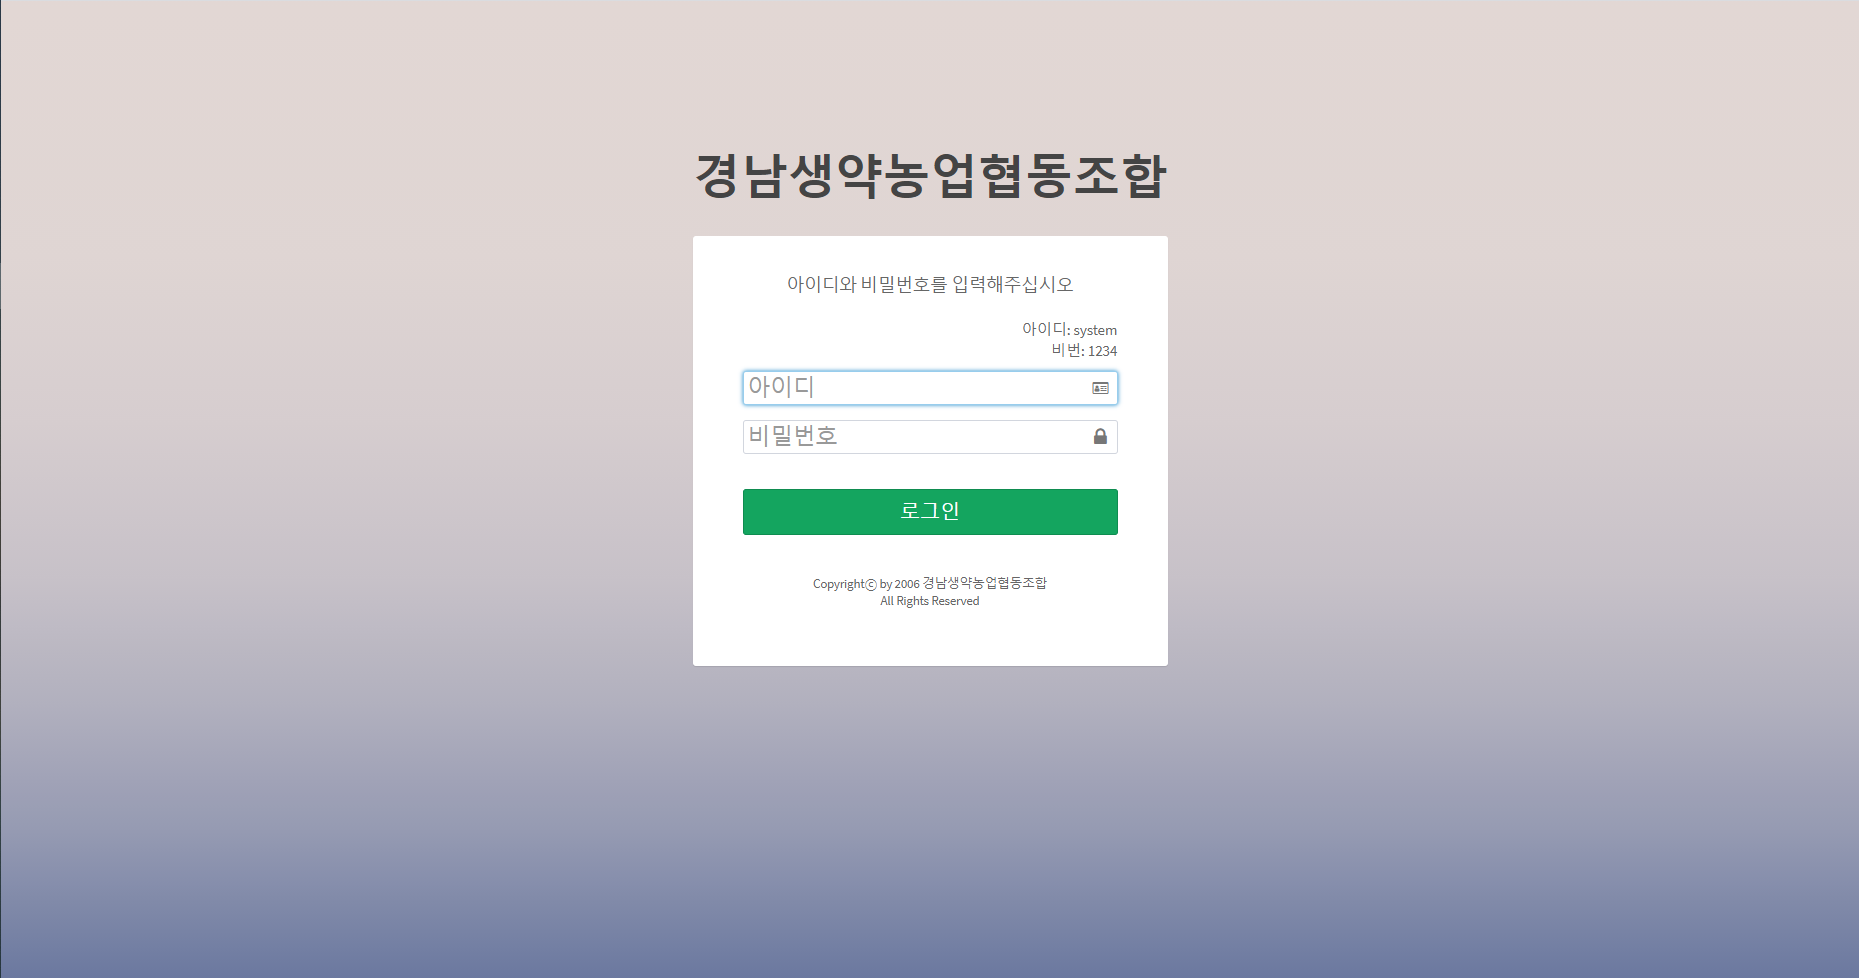 경남생약농업협동조합
아이디와 비밀번호를 입력해주십시오
아이디: system
비번: 1234
아이디
비밀번호
로그인
Copyrightⓒ by 2006 경남생약농업협동조합
All Rights Reserved